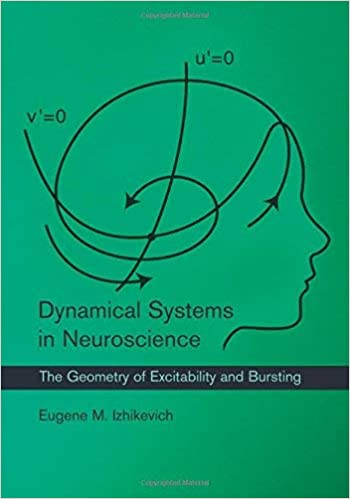 u'=0
v'=0
Dynamical Systems
in Neuroscience
The Geometry of Excitability and Bursting
Eugene M. Izhikevich